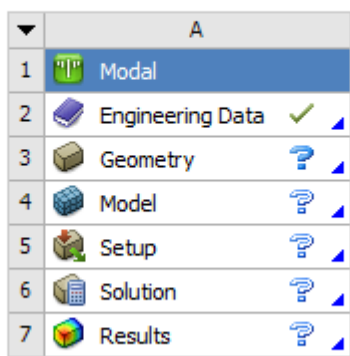 A
1 Modal
2 Engineering Data
3 Geometry
4 Model
5 Setup
6 Solution
7 Results